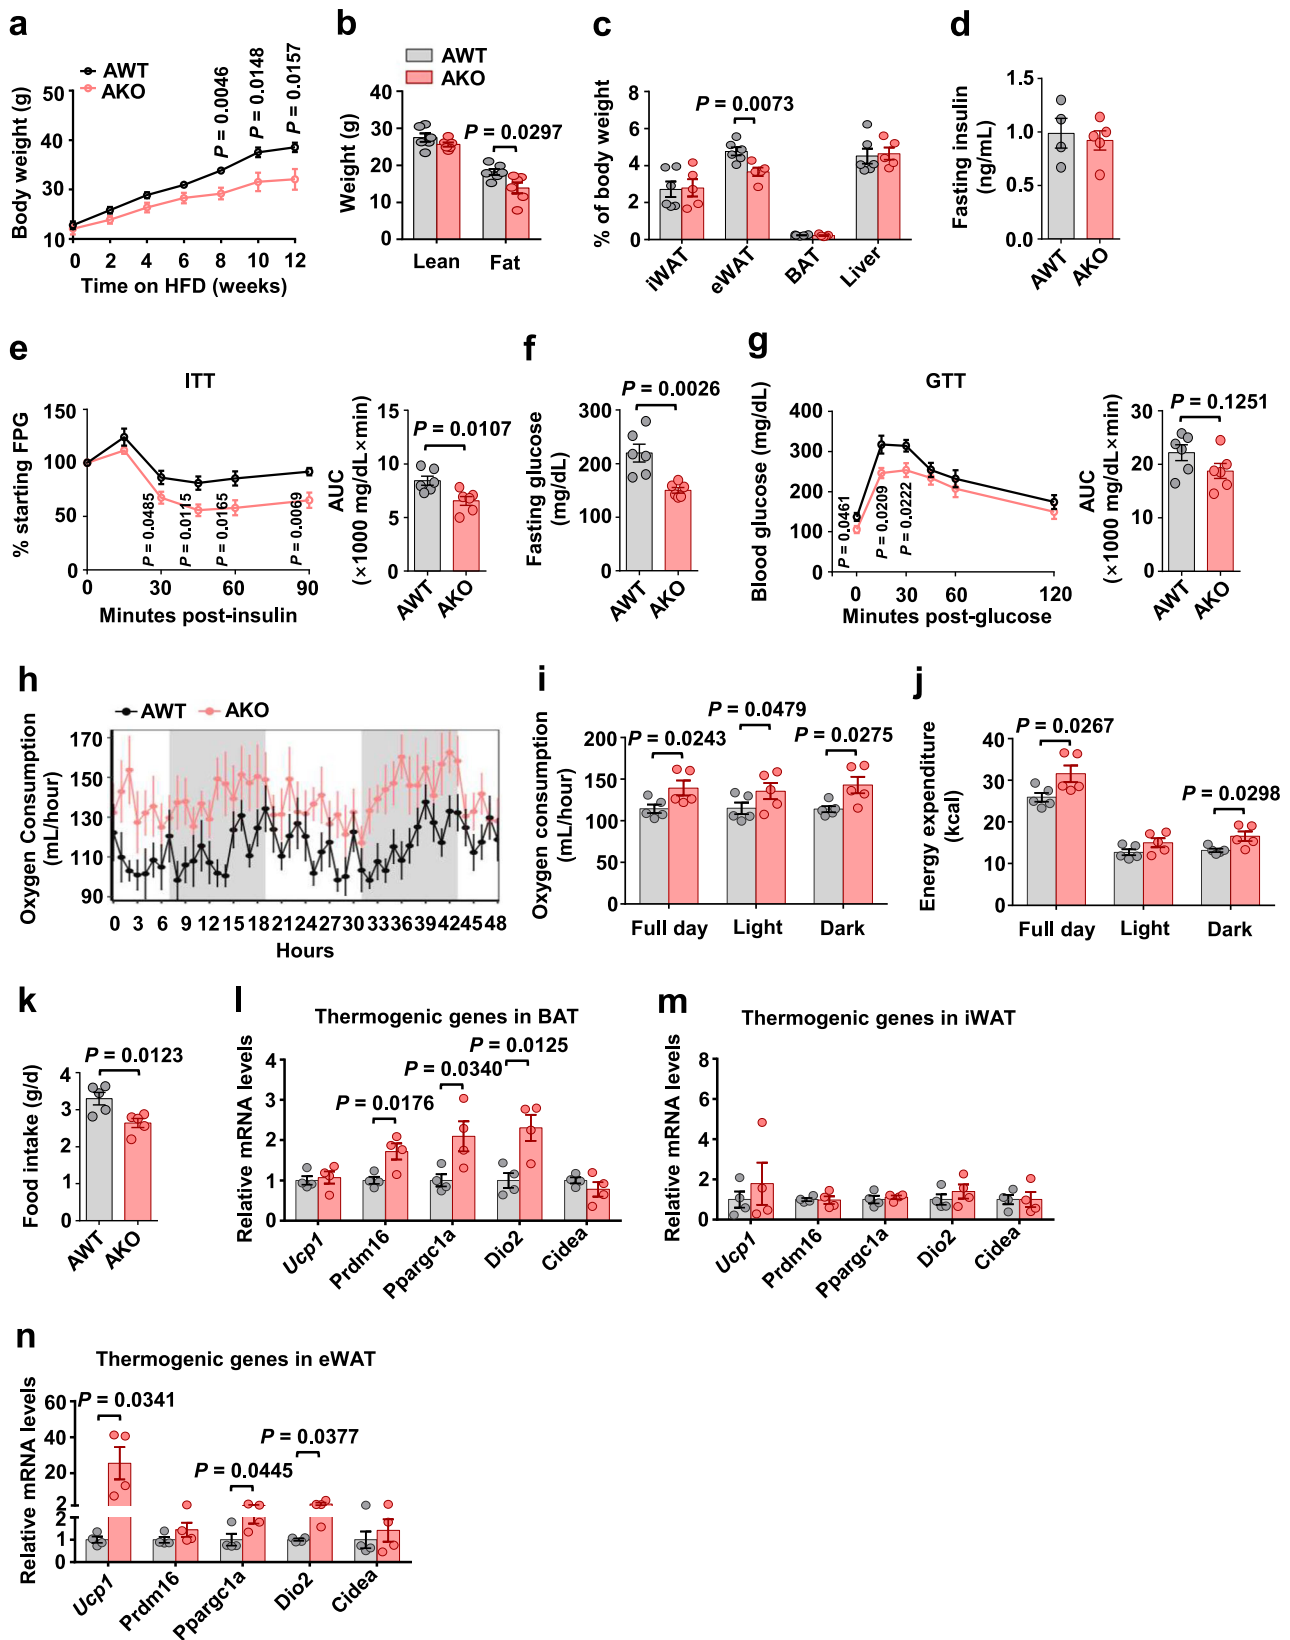 a
AWT
AKO
P = 0.0046
P = 0.0148
P = 0.0157
Body weight (g)
50
40
30
10
0 2 4 6 8 10 12
Time on HFD (weeks)
b
AWT
AKO
P = 0.0297
Weight (g)
40
30
20
10
0
Lean Fat
c
P = 0.0073
% of body weight
8
6
4
2
0
iWAT eWAT BAT Liver
d
Fasting insulin
(ng/mL)
1.5
1.0
0.5
0.0
AWT AKO
e
ITT
% starting FPG
150
100
50
0
P = 0.0485
P = 0.0115
P = 0.0165
P = 0.0069
0 30 60 90
Minutes post-insulin
AUC
(×1000 mg/dL×min)
15
10
5
0
P = 0.0107
AWT AKO
f
P = 0.0026
Fasting glucose
(mg/dL)
300
200
100
0
AWT AKO
g
GTT
Blood glucose (mg/dL)
400
300
200
100
P = 0.0461
P = 0.0209
P = 0.0222
0 30 60 120
Minutes post-glucose
AUC
(×1000 mg/dL×min)
30
20
10
0
P = 0.1251
AWT AKO
h
AWT AKO
Oxygen Consumption
mL/hour
170
150
130
110
90
0 3 6 9 12 15 18 21 24 27 30 33 36 39 42 45 48
Hours
i
P = 0.0243
P = 0.0479
P = 0.0275
Oxygen consumption
(mL/hour)
200
150
100
50
0
Full day Light Dark
j
P = 0.0267
P = 0.0298
Energy expenditure
(kcal)
40
30
20
10
0
Full day Light Dark
k
P = 0.0123
Food intake (g/d)
4
3
2
1
0
AWT AKO
l
Thermogenic genes in BAT
P = 0.0176
P = 0.0340
P = 0.0125
Relative mRNA levels
4
3
2
1
0
Ucp1 Prdm16 Ppargc1a Dio2 Cidea
m
Thermogenic genes in iWAT
Relative mRNA levels
8
6
4
2
0
Ucp1 Prdm16 Ppargc1a Dio2 Cidea
n
Thermogenic genes in eWAT
P = 0.0341
P = 0.0445
P = 0.0377
Relative mRNA levels
60
40
20
2
2
1
0
Ucp1 Prdm16 Ppargc1a Dio2 Cidea